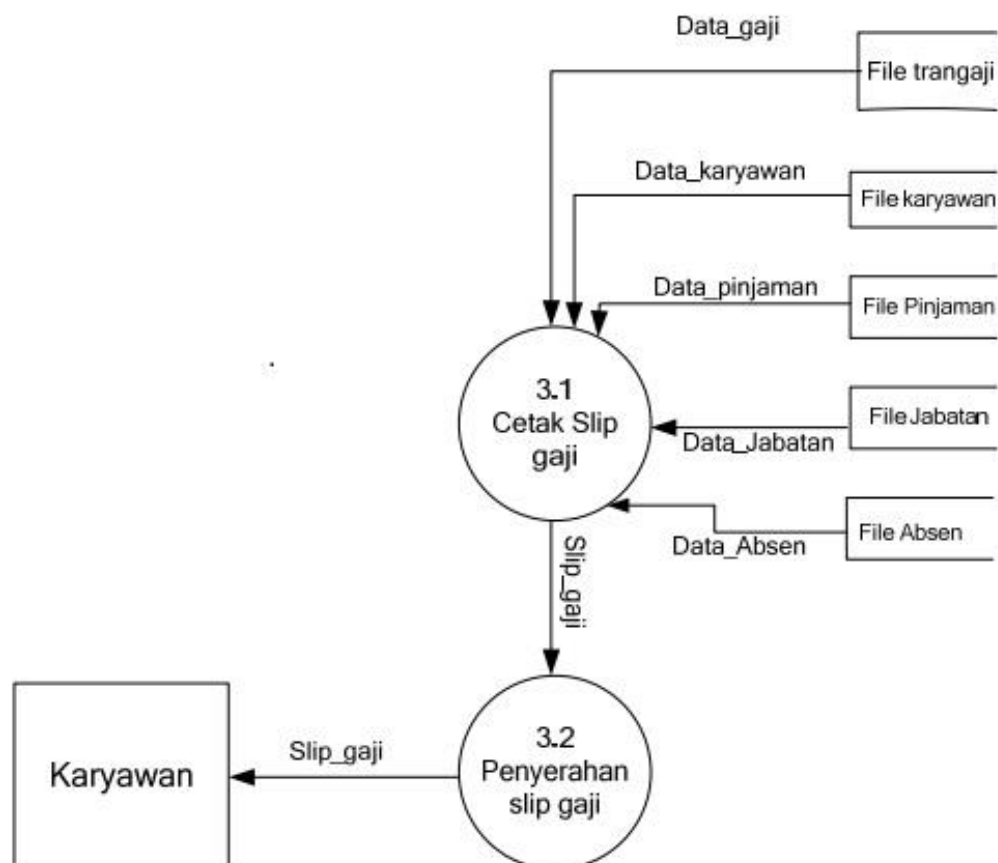 Data_gaji
File trangaji
Data_karyawan
File karyawan
Data_pinjaman
File Pinjaman
3.1
Cetak Slip
gaji
File Jabatan
Data_Jabatan
File Absen
Data_Absen
Slip_gaji
3.2
Penyerahan
slip gaji
Slip_gaji
Karyawan